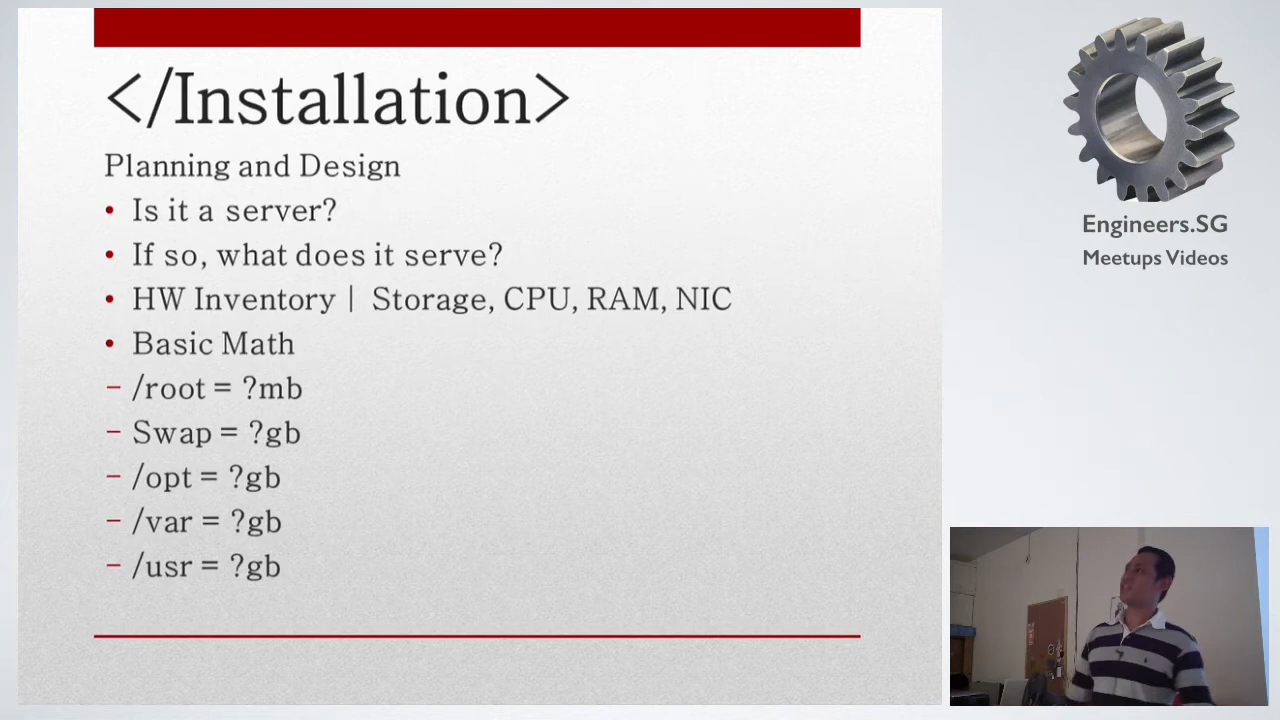 </Installation>
Planning and Design
• Is it a server?
• If so, what does it serve?
• HW Inventory | Storage, CPU, RAM, NIC
• Basic Math
– /root = ?mb
– Swap = ?gb
– /opt = ?gb
– /var = ?gb
– /usr = ?gb
Engineers.SG
Meetups Videos